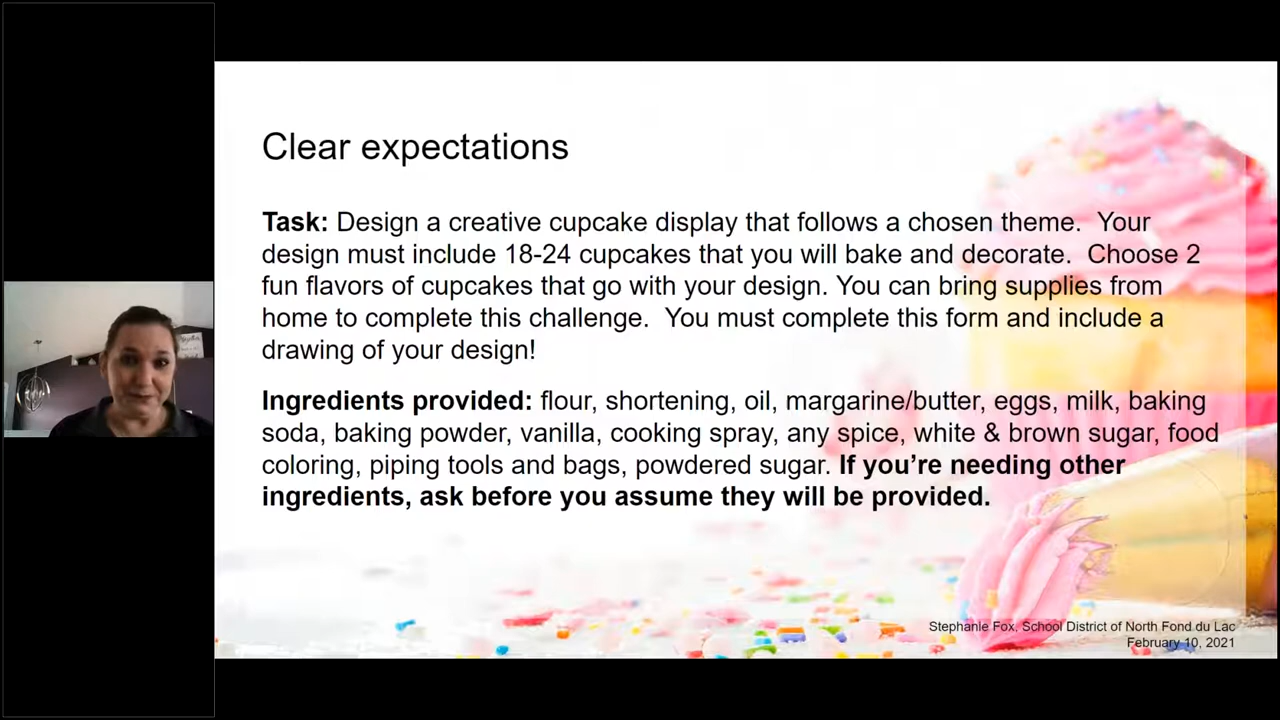 Clear expectations
Task: Design a creative cupcake display that follows a chosen theme.  Your
design must include 18-24 cupcakes that you will bake and decorate.  Choose 2
fun flavors of cupcakes that go with your design. You can bring supplies from
home to complete this challenge.  You must complete this form and include a
drawing of your design!
Ingredients provided: flour, shortening, oil, margarine/butter, eggs, milk, baking
soda, baking powder, vanilla, cooking spray, any spice, white & brown sugar, food
coloring, piping tools and bags, powdered sugar. If you’re needing other
ingredients, ask before you assume they will be provided.
Stephanie Fox, School District of North Fond du Lac
February 10, 2021